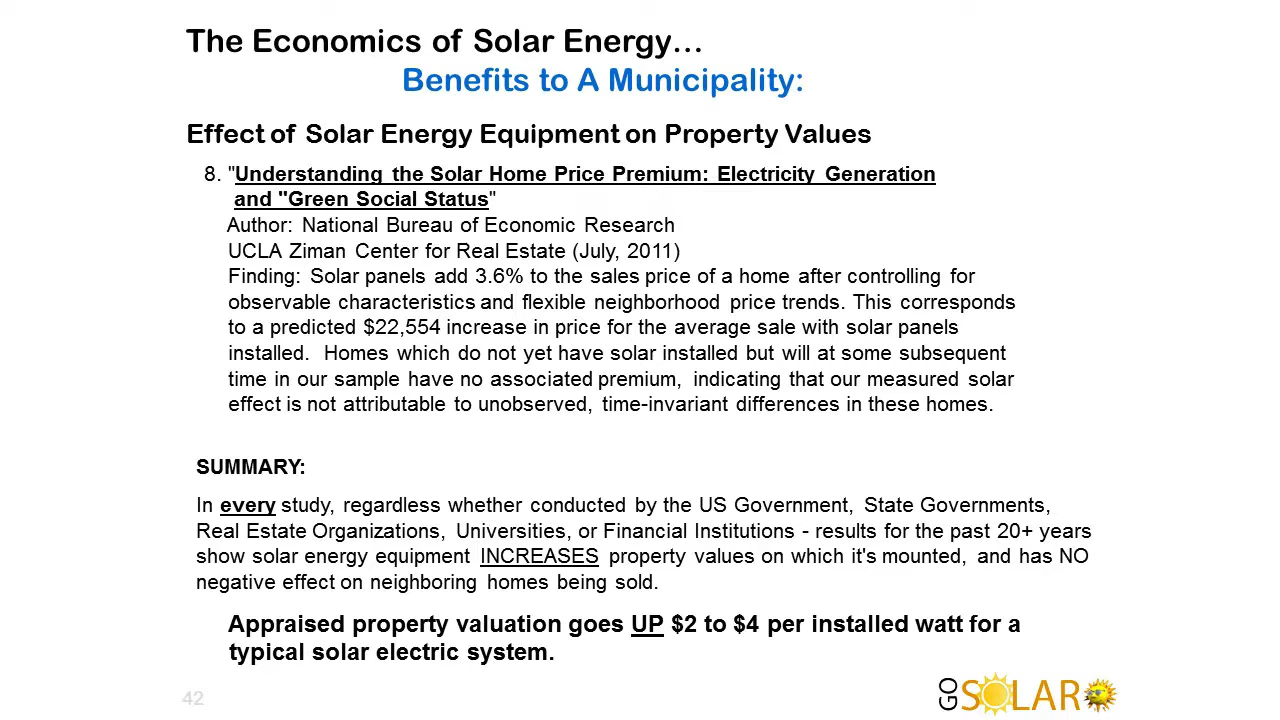 The Economics of Solar Energy…
Benefits to A Municipality:
Effect of Solar Energy Equipment on Property Values
8. "Understanding the Solar Home Price Premium: Electricity Generation
and "Green Social Status"
Author: National Bureau of Economic Research
UCLA Ziman Center for Real Estate (July, 2011)
Finding: Solar panels add 3.6% to the sales price of a home after controlling for
observable characteristics and flexible neighborhood price trends. This corresponds
to a predicted $22,554 increase in price for the average sale with solar panels
installed. Homes which do not yet have solar installed but will at some subsequent
time in our sample have no associated premium, indicating that our measured solar
effect is not attributable to unobserved, time-invariant differences in these homes.
SUMMARY:
In every study, regardless whether conducted by the US Government, State Governments,
Real Estate Organizations, Universities, or Financial Institutions - results for the past 20+ years
show solar energy equipment INCREASES property values on which it's mounted, and has NO
negative effect on neighboring homes being sold.
Appraised property valuation goes UP $2 to $4 per installed watt for a
typical solar electric system.
42
GO SOLAR